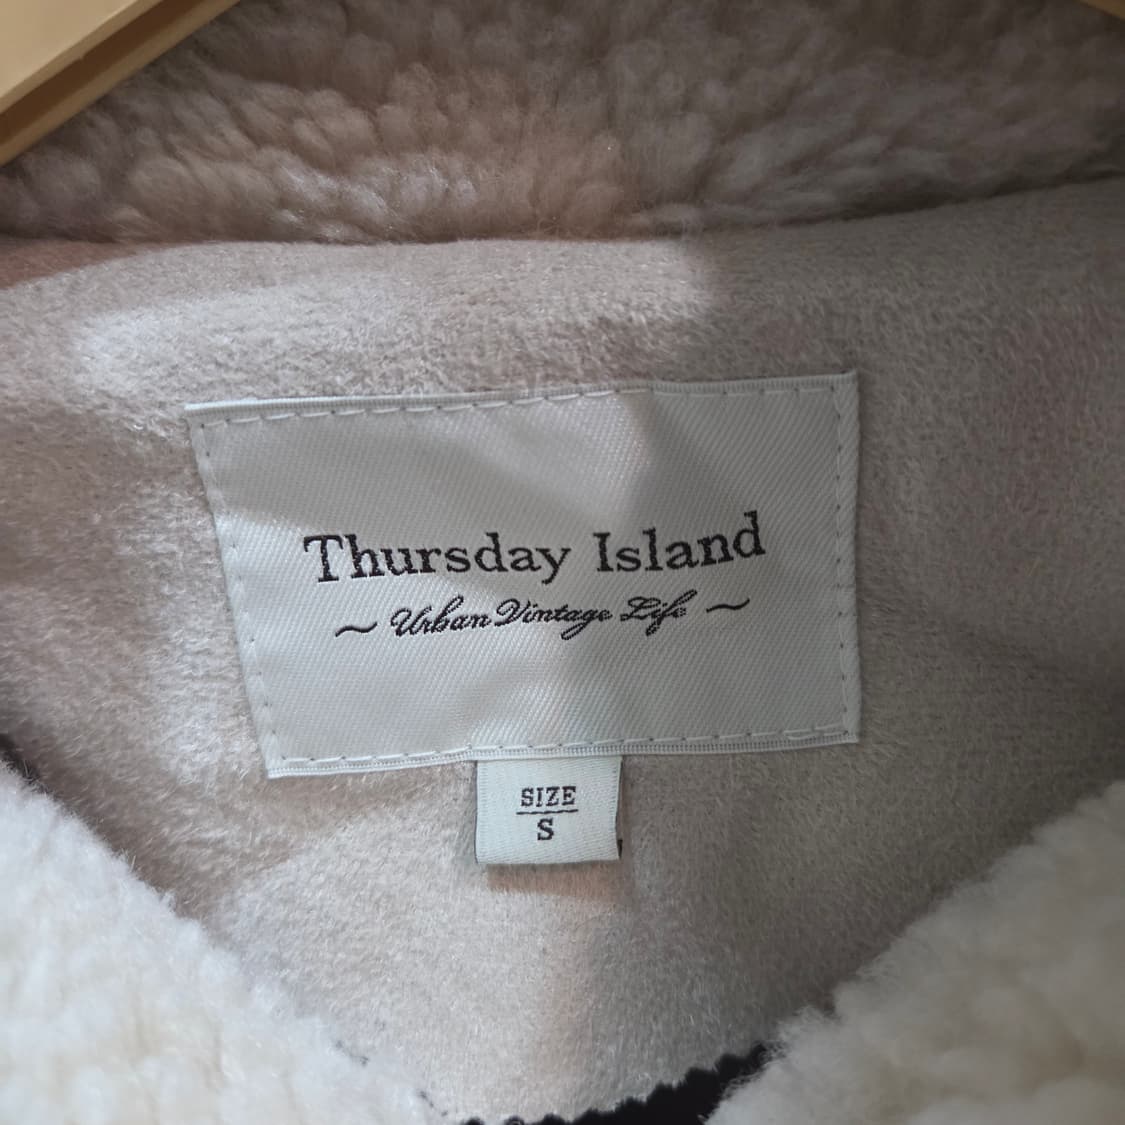 Thursday Island
~ Urban Vintage Life ~
SIZE
S